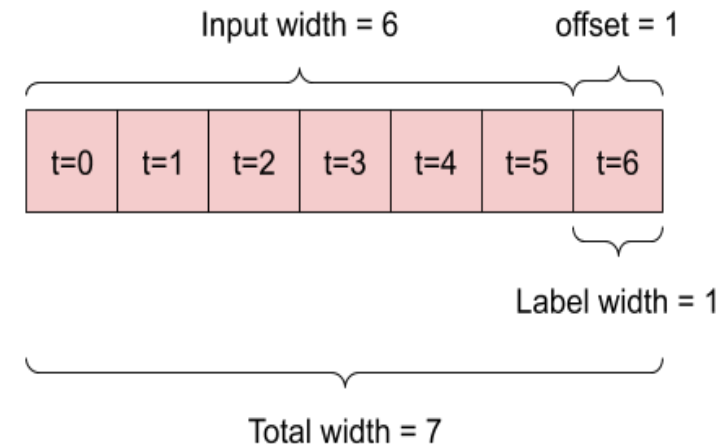 Input width = 6 offset = 1
t=0 t=1 t=2 t=3 t=4 t=5 t=6
Label width = 1
Total width = 7